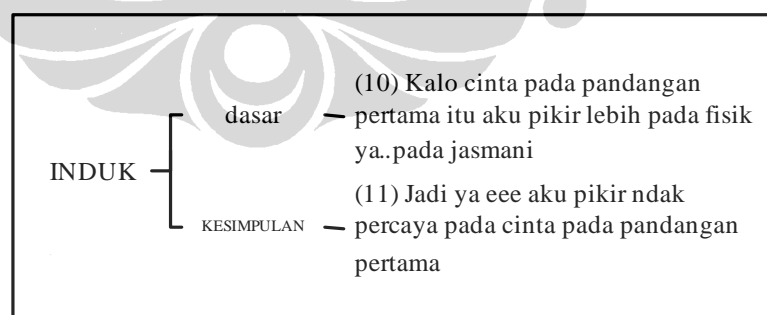 (10) Kalo cinta pada pandangan
dasar
pertama itu aku pikir lebih pada fisik
ya..pada jasmani
INDUK
(11) Jadi ya eee aku pikir ndak
KESIMPULAN
percaya pada cinta pada pandangan
pertama